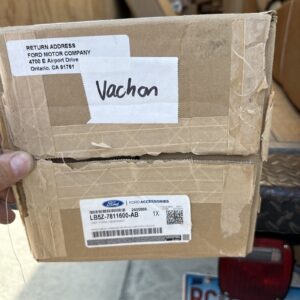 RETURN ADDRESS
FORD MOTOR COMPANY
4700 E Airport Drive
Ontario, CA 91761
Vachon
Ford
FORD ACCESSORIES
LB5Z-7811600-AB
1X